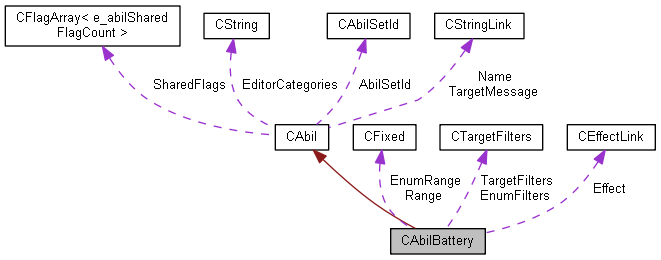 CFlagArray< e_abilShared
FlagCount >
CString
CAbilSetId
CStringLink
SharedFlags
EditorCategories
AbilSetId
Name
TargetMessage
CAbil
CFixed
CTargetFilters
CEffectLink
EnumRange
Range
TargetFilters
EnumFilters
Effect
CAbilBattery